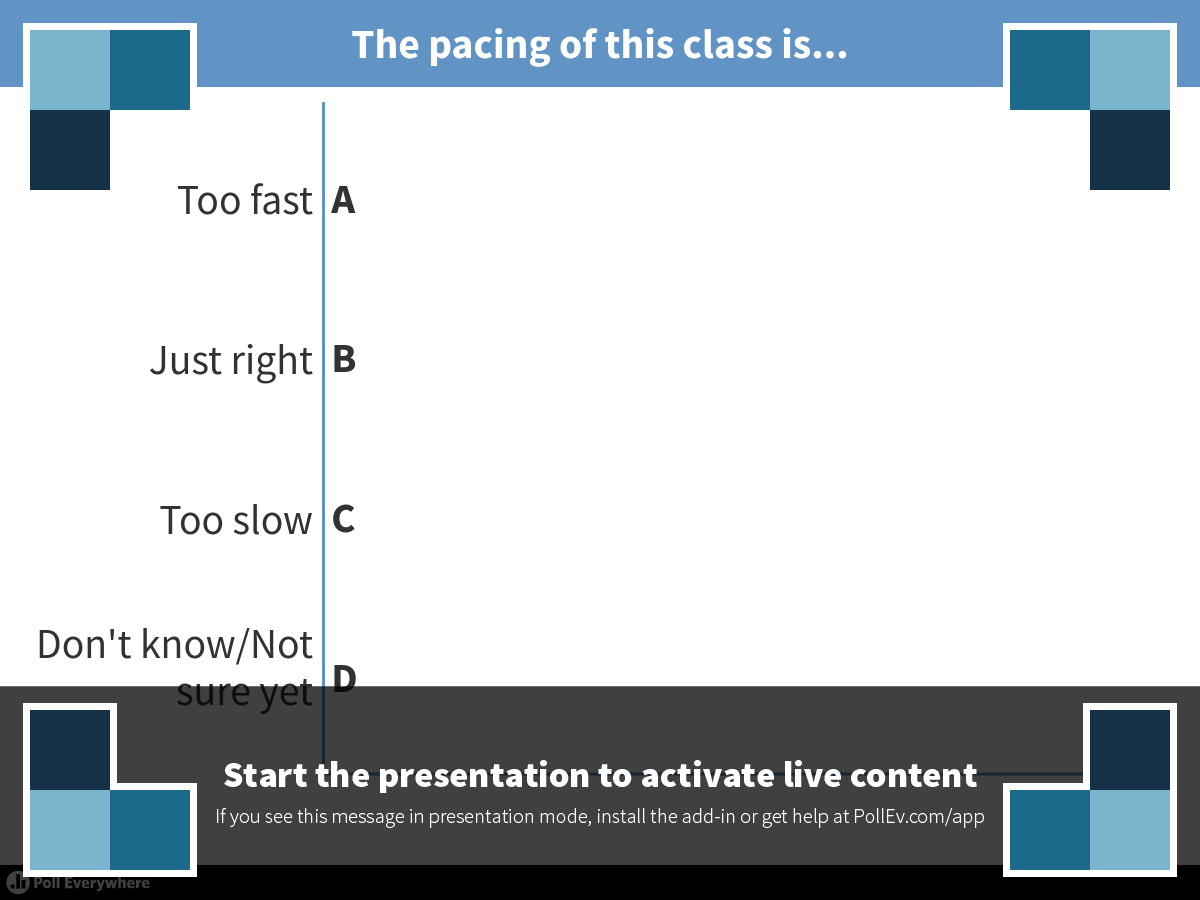 The pacing of this class is...
Too fast A
Just right B
Too slow C
Don't know/Not
sure yet D
Start the presentation to activate live content
If you see this message in presentation mode, install the add-in or get help at PollEv.com/app
Poll Everywhere